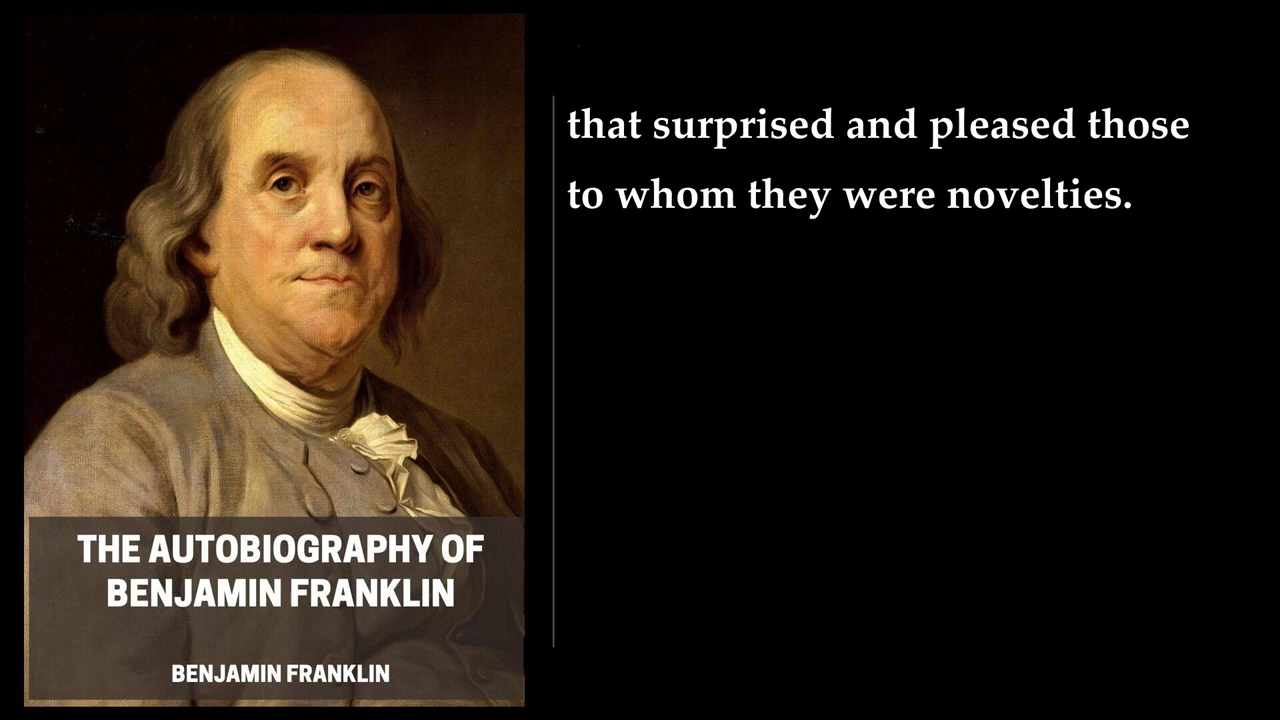 that surprised and pleased those
to whom they were novelties.
THE AUTOBIOGRAPHY OF
BENJAMIN FRANKLIN
BENJAMIN FRANKLIN